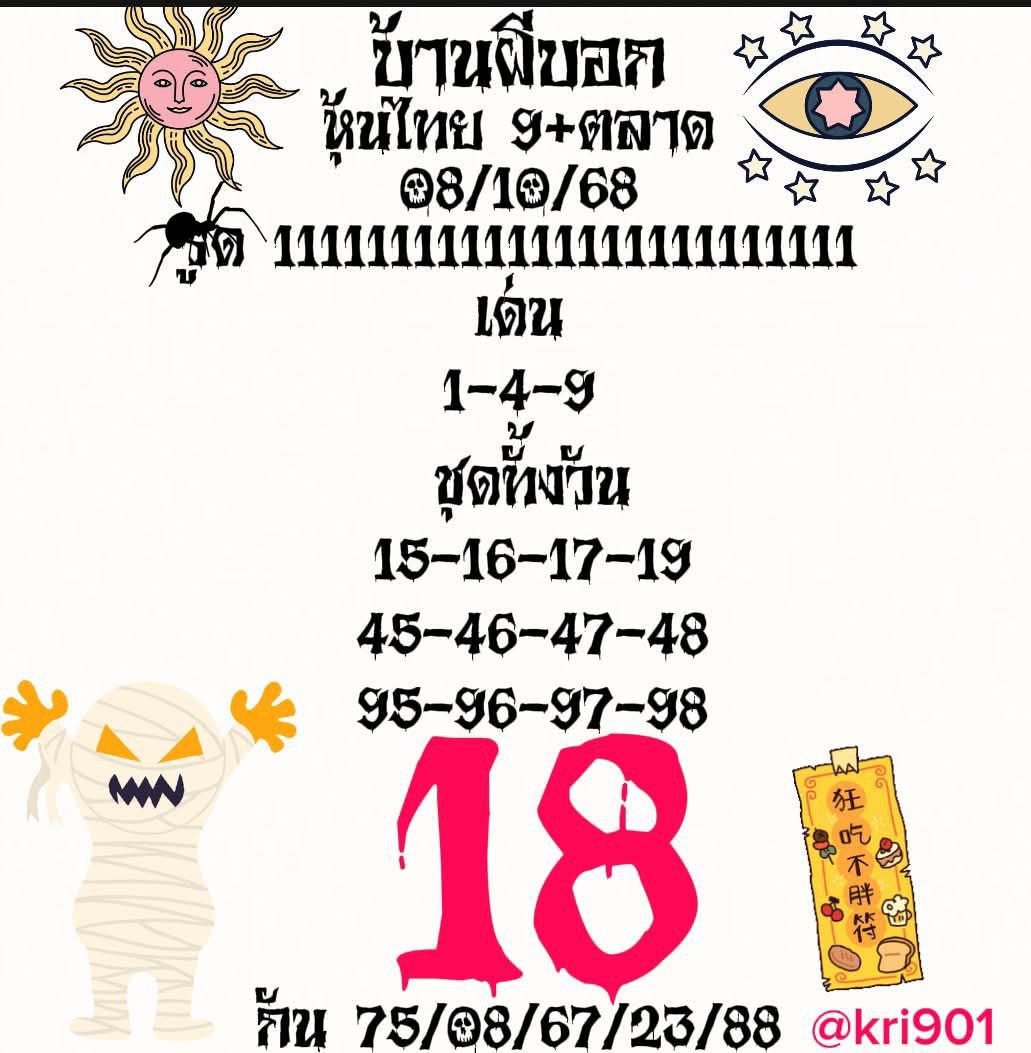 บ้านผีบอก
หุ้นไทย 9+ตลาด
08/10/68
รูด 1111111111111111111111111
เด่น
1-4-9
ชุดทั้งวัน
15-16-17-19
45-46-47-48
95-96-97-98
18
狂吃不胖符
กัน 75/08/67/23/88
@kri901